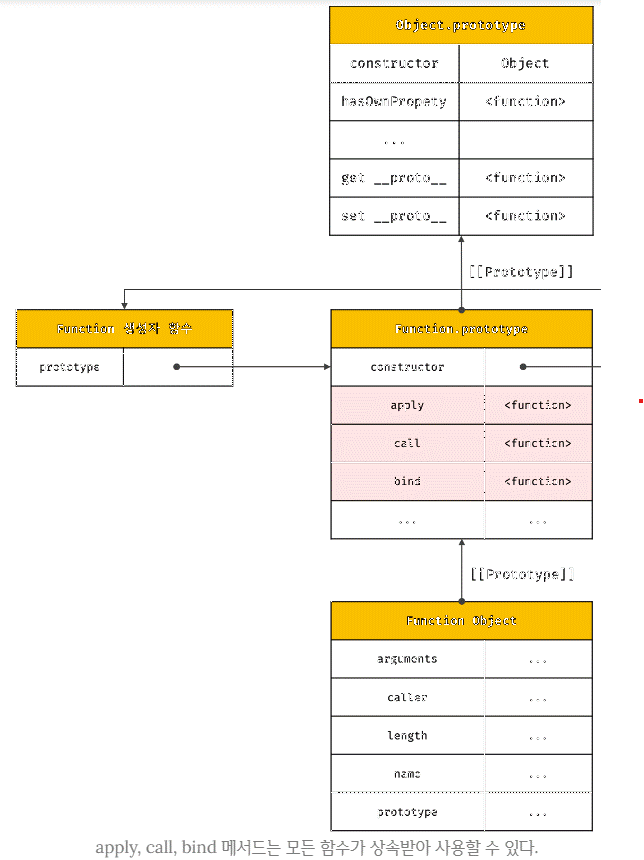 Object.prototype
constructor Object
hasOwnPropety <function>
...
get __proto__ <function>
set __proto__ <function>
[[Prototype]]
Function 생성자 함수
prototype
Function.prototype
constructor
apply <function>
call <function>
bind <function>
... ...
[[Prototype]]
Function Object
arguments ...
caller ...
length ...
name ...
prototype ...
apply, call, bind 메서드는 모든 함수가 상속받아 사용할 수 있다.